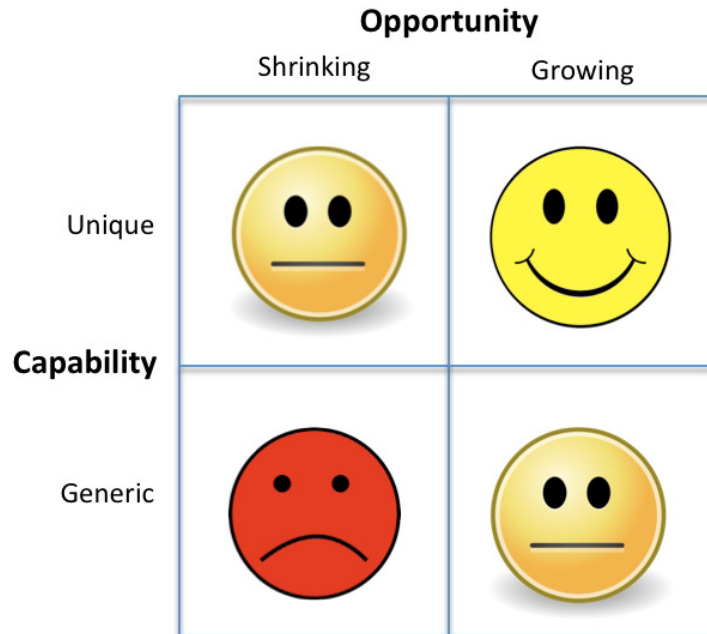 Opportunity
Shrinking Growing
Unique
Capability
Generic